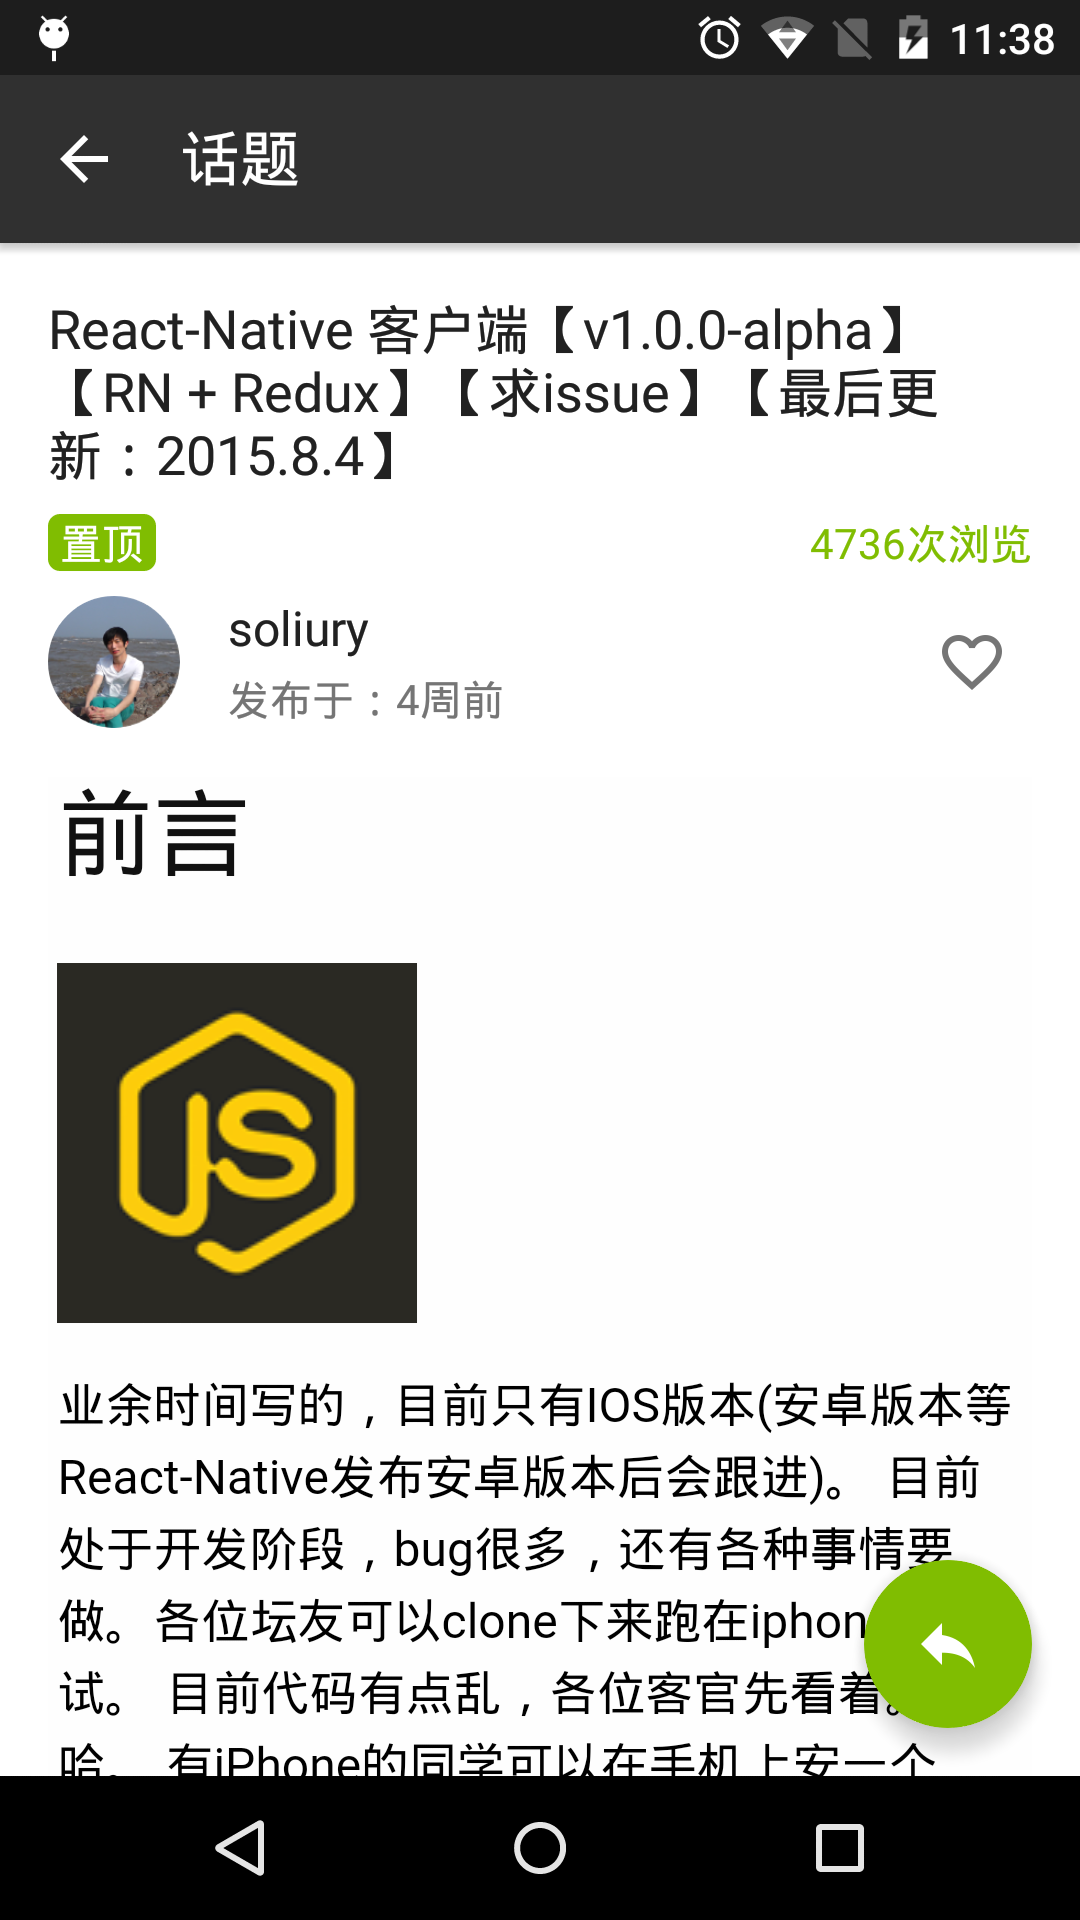 11:38
话题
React-Native 客户端【v1.0.0-alpha】
【RN + Redux】【求issue】【最后更
新：2015.8.4】
置顶
4736次浏览
soliury
发布于：4周前
前言
JS
业余时间写的，目前只有IOS版本(安卓版本等
React-Native发布安卓版本后会跟进)。 目前
处于开发阶段，bug很多，还有各种事情要
做。 各位坛友可以clone下来跑在iphon
试。 目前代码有点乱，各位客官先看着。
哈。 有iPhone的同学可以在手机上安一个